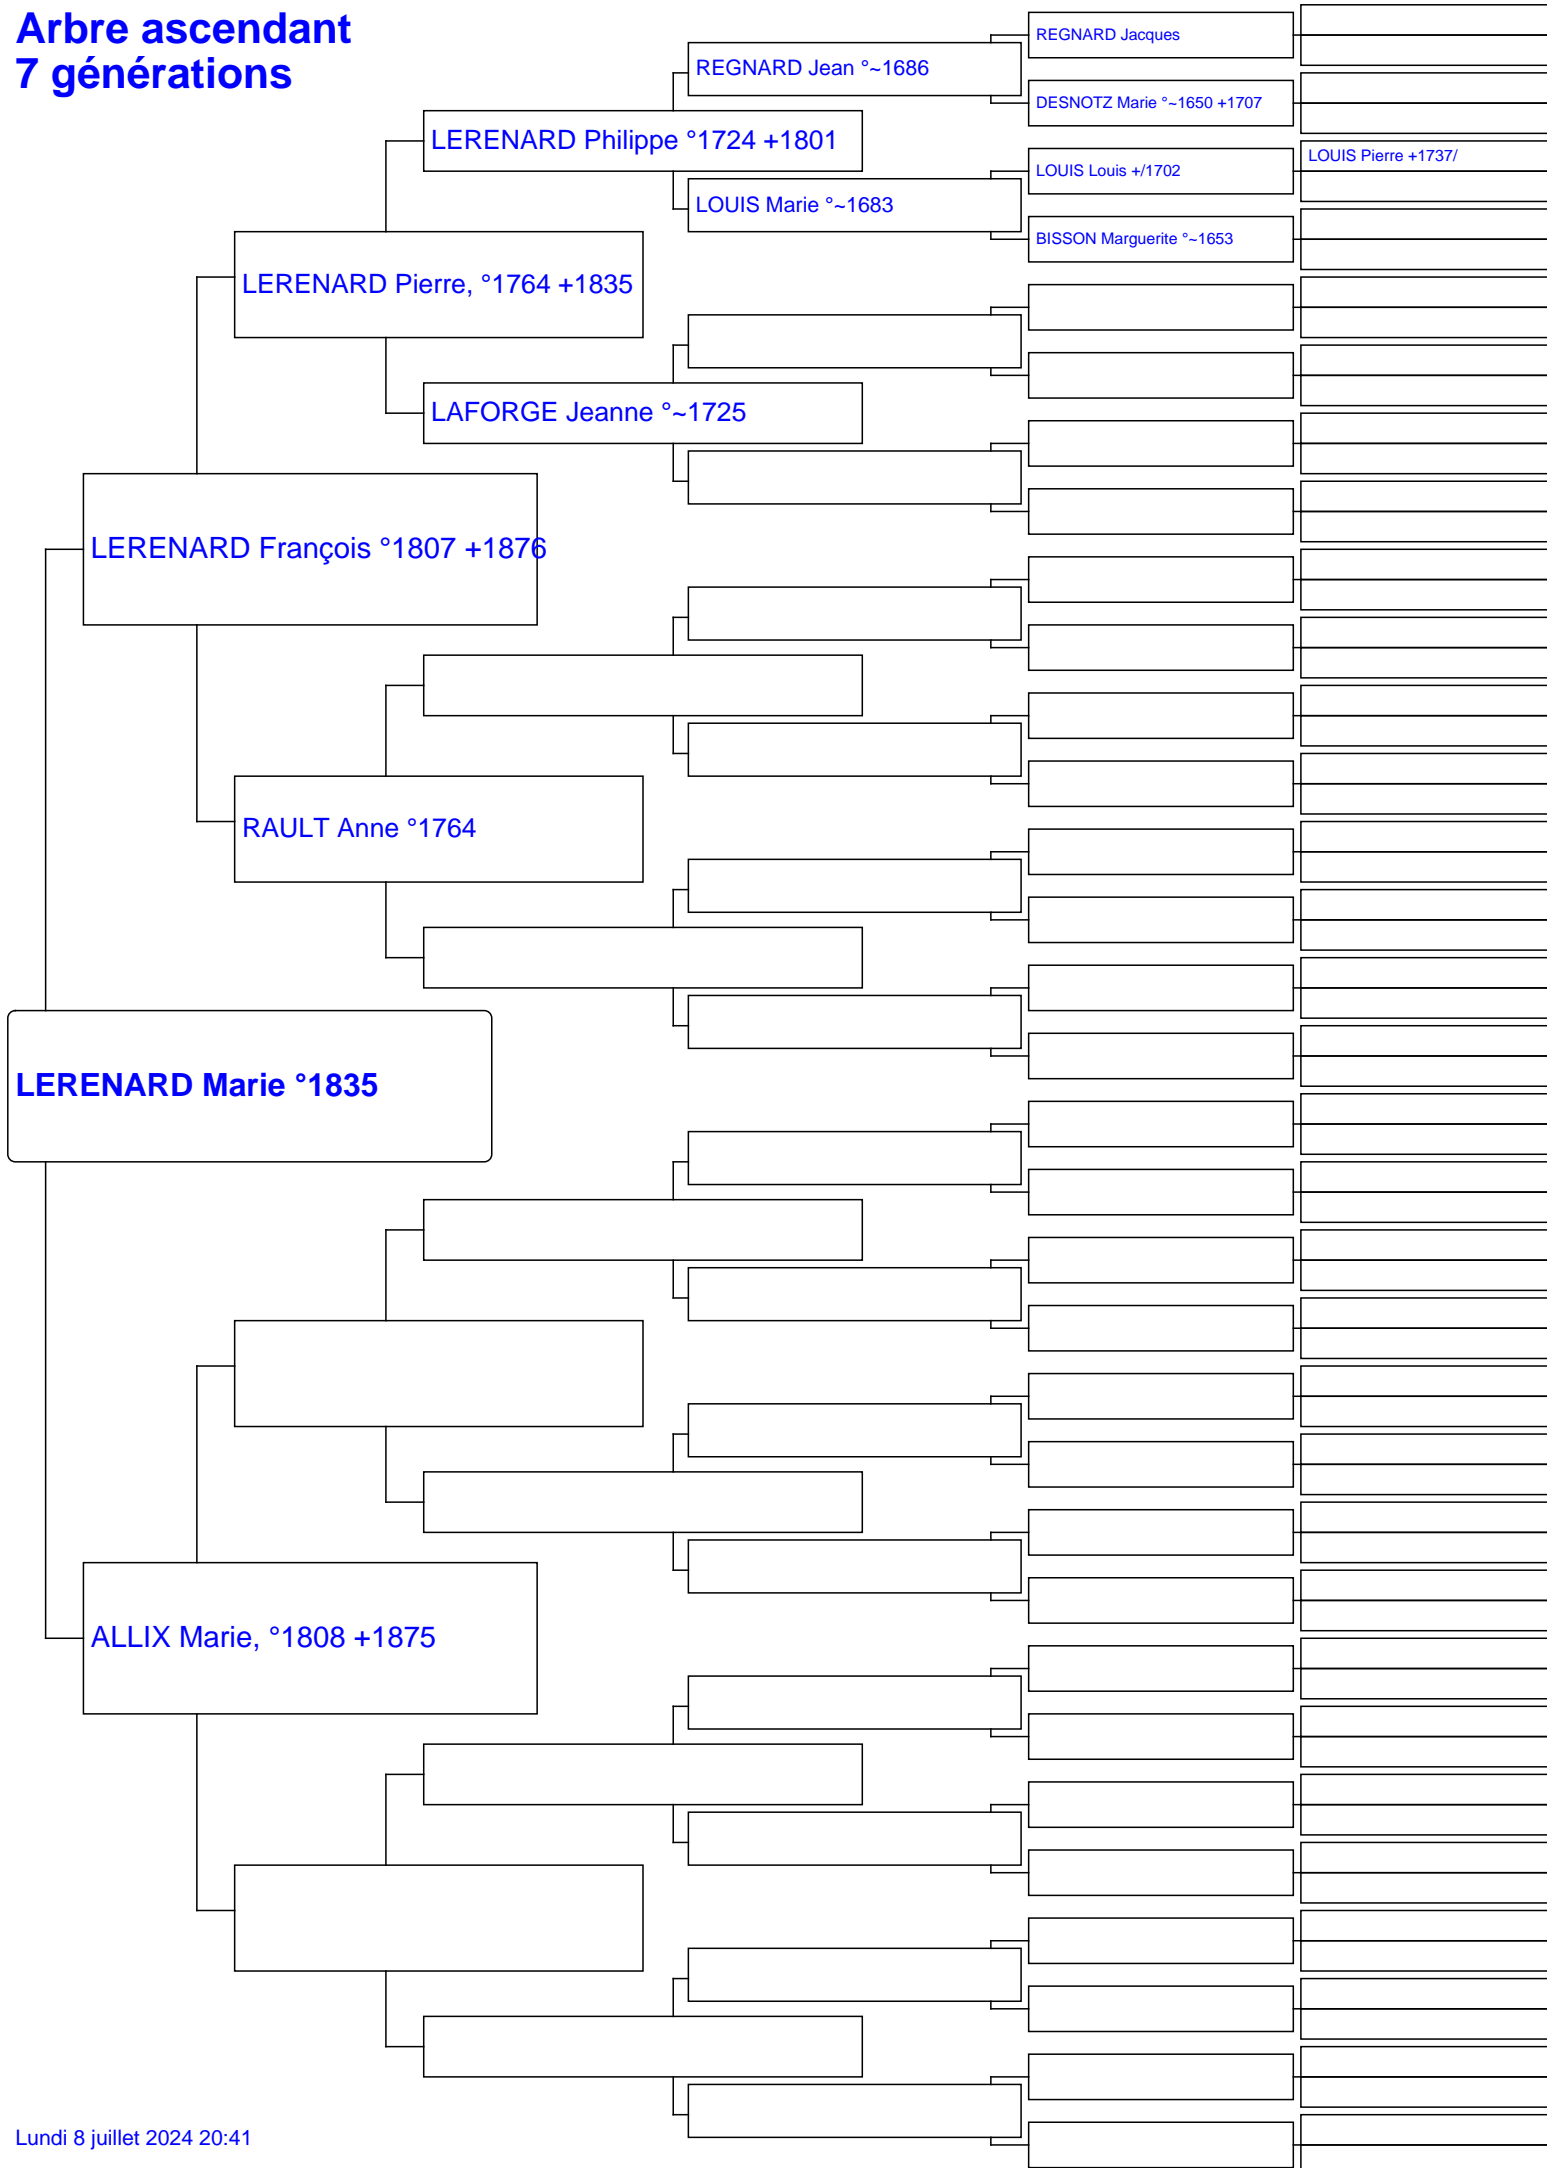 Arbre ascendant
7 générations
REGNARD Jacques
REGNARD Jean °~1686
DESNOTZ Marie °~1650 +1707
LERENARD Philippe °1724 +1801
LOUIS Pierre +1737/
LOUIS Louis +/1702
LOUIS Marie °~1683
BISSON Marguerite °~1653
LERENARD Pierre, °1764 +1835
LAFORGE Jeanne °~1725
LERENARD François °1807 +1876
RAULT Anne °1764
LERENARD Marie °1835
ALLIX Marie, °1808 +1875
Lundi 8 juillet 2024 20:41